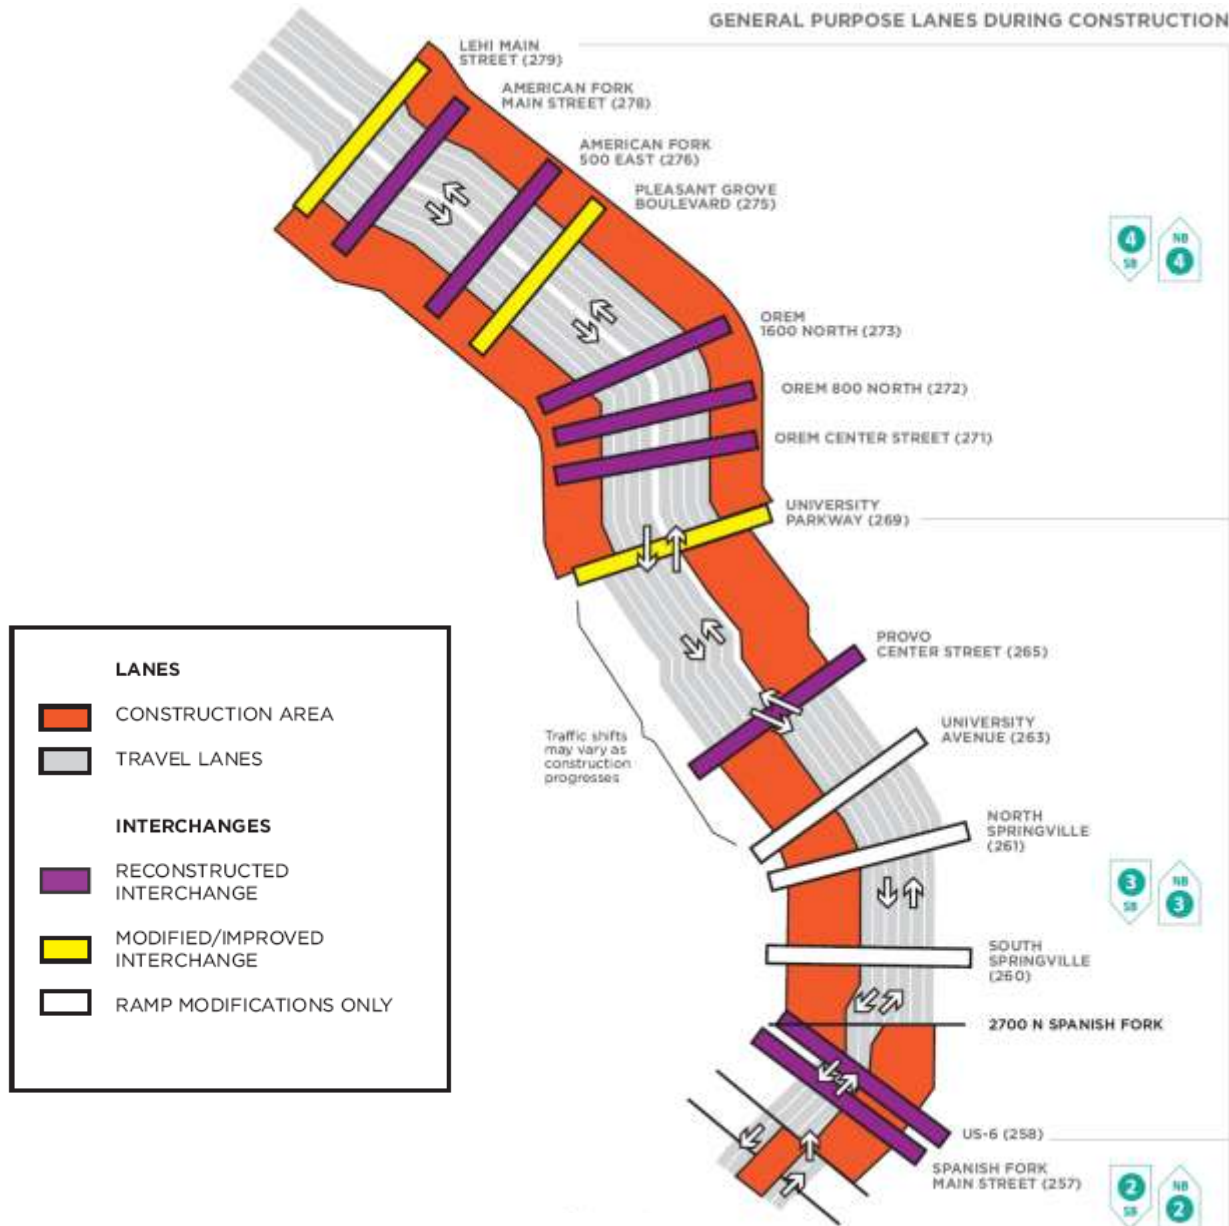 GENERAL PURPOSE LANES DURING CONSTRUCTION
LEHI MAIN
STREET (279)
AMERICAN FORK
MAIN STREET (278)
AMERICAN FORK
500 EAST (276)
PLEASANT GROVE
BOULEVARD (275)
4
SB
NB
4
OREM
1600 NORTH (273)
OREM 800 NORTH (272)
OREM CENTER STREET (271)
UNIVERSITY
PARKWAY (269)
PROVO
CENTER STREET (265)
UNIVERSITY
AVENUE (263)
Traffic shifts
may vary as
construction
progresses
NORTH
SPRINGVILLE
(261)
3
SB
NB
3
SOUTH
SPRINGVILLE
(260)
2700 N SPANISH FORK
US-6 (258)
SPANISH FORK
MAIN STREET (257)
2
SB
NB
2
LANES
CONSTRUCTION AREA
TRAVEL LANES
INTERCHANGES
RECONSTRUCTED
INTERCHANGE
MODIFIED/IMPROVED
INTERCHANGE
RAMP MODIFICATIONS ONLY